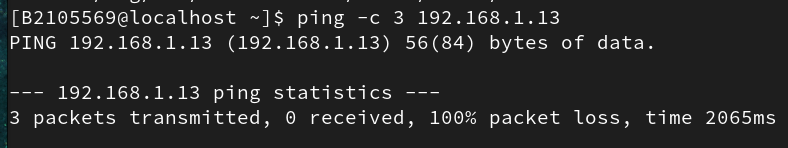 [B2105569@localhost ~]$ ping -c 3 192.168.1.13
PING 192.168.1.13 (192.168.1.13) 56(84) bytes of data.

--- 192.168.1.13 ping statistics ---
3 packets transmitted, 0 received, 100% packet loss, time 2065ms